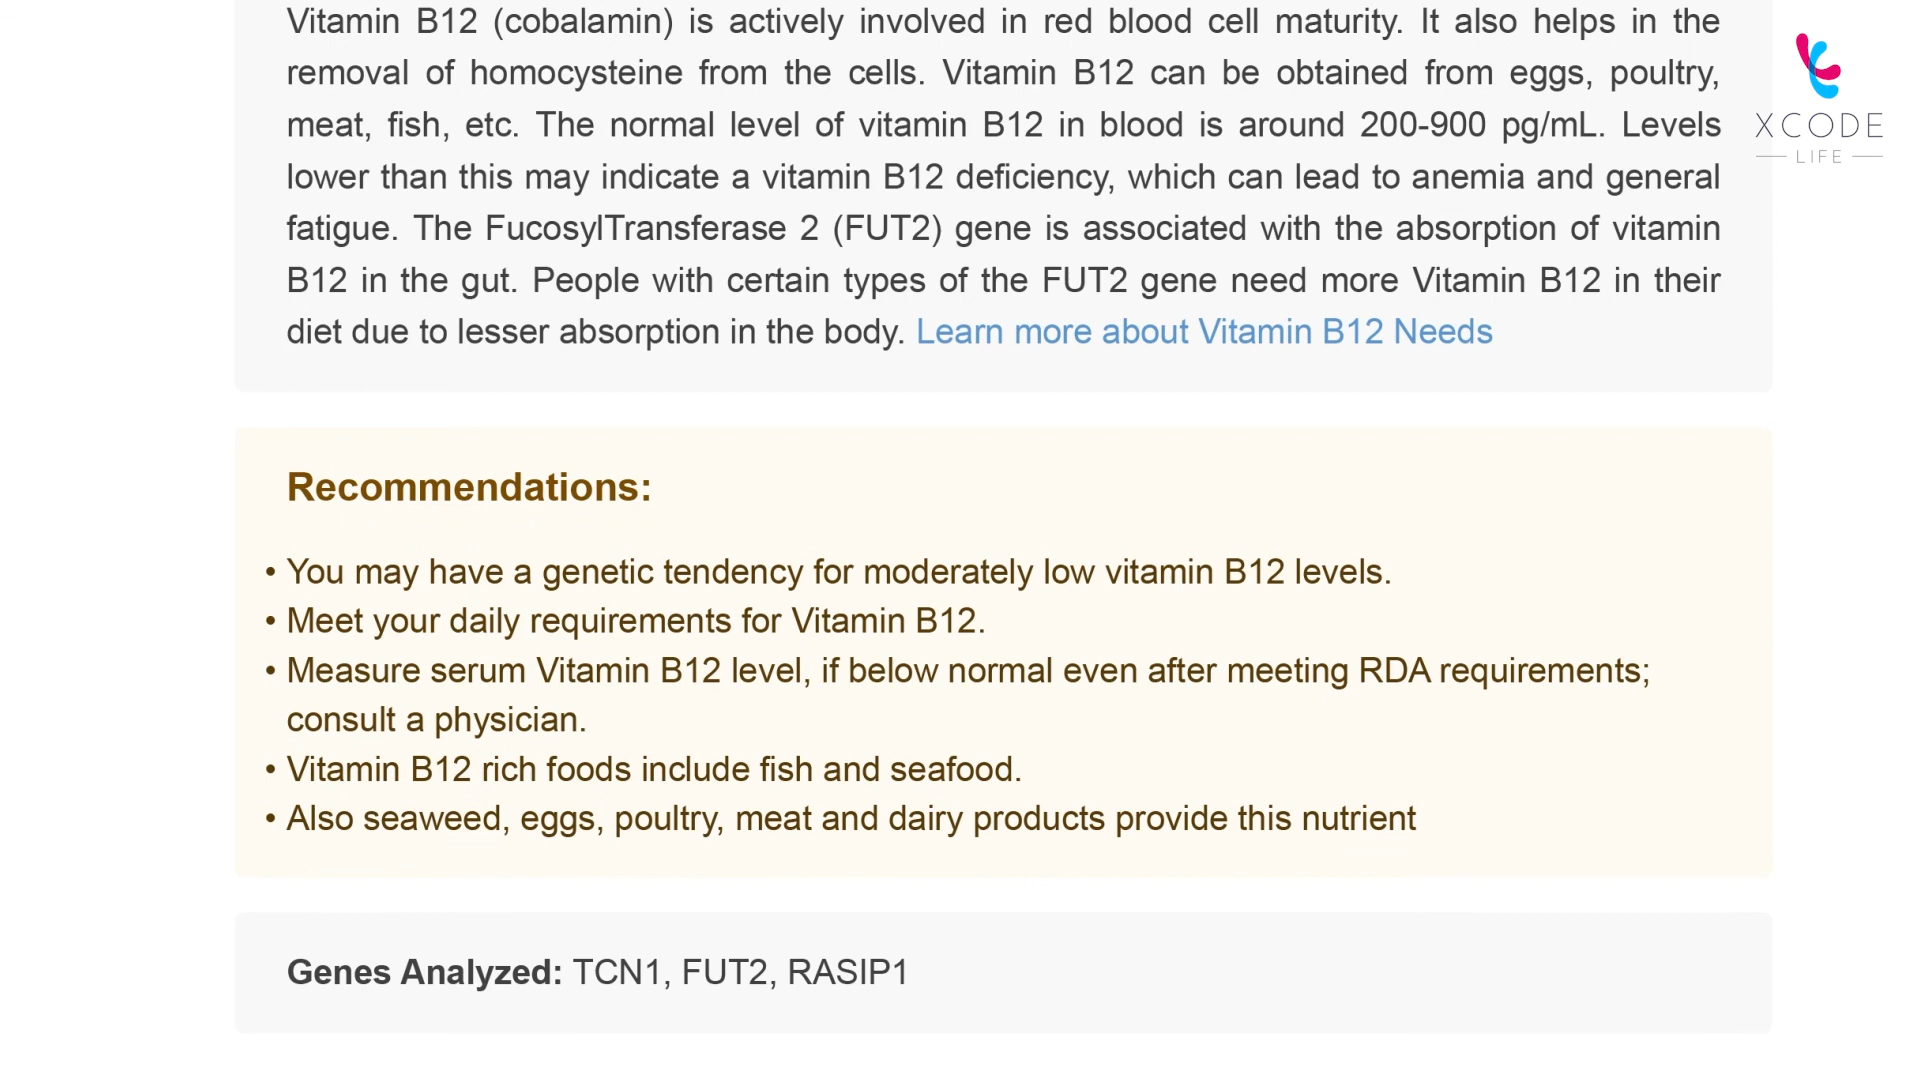 Vitamin B12 (cobalamin) is actively involved in red blood cell maturity. It also helps in the
removal of homocysteine from the cells. Vitamin B12 can be obtained from eggs, poultry,
meat, fish, etc. The normal level of vitamin B12 in blood is around 200-900 pg/mL. Levels
lower than this may indicate a vitamin B12 deficiency, which can lead to anemia and general
fatigue. The FucosylTransferase 2 (FUT2) gene is associated with the absorption of vitamin
B12 in the gut. People with certain types of the FUT2 gene need more Vitamin B12 in their
diet due to lesser absorption in the body. Learn more about Vitamin B12 Needs
XCODE
LIFE
Recommendations:
• You may have a genetic tendency for moderately low vitamin B12 levels.
• Meet your daily requirements for Vitamin B12.
• Measure serum Vitamin B12 level, if below normal even after meeting RDA requirements;
consult a physician.
• Vitamin B12 rich foods include fish and seafood.
• Also seaweed, eggs, poultry, meat and dairy products provide this nutrient
Genes Analyzed: TCN1, FUT2, RASIP1